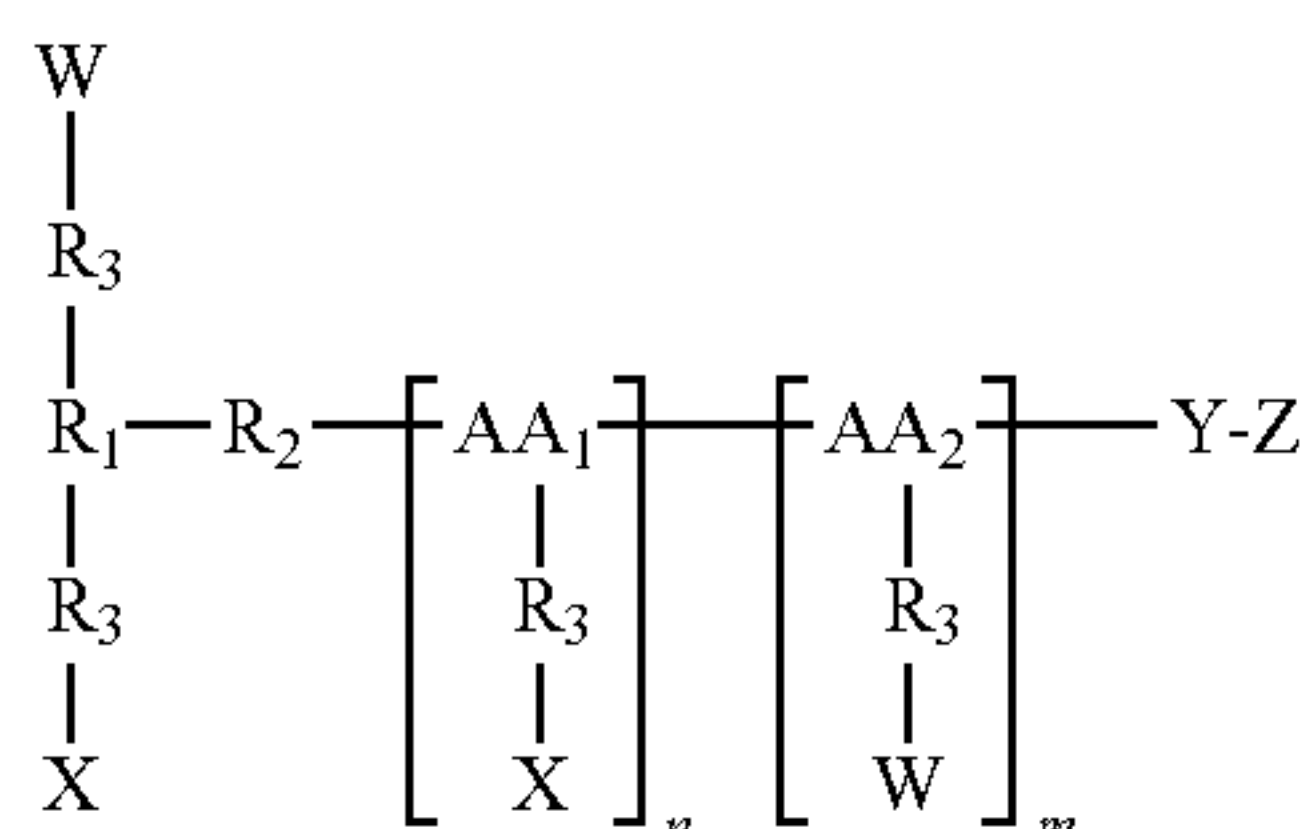 W
R₃
R₁ — R₂ — [ AA₁ ] — [ AA₂ ] — Y-Z
R₃ R₃ R₃
X X W
n m